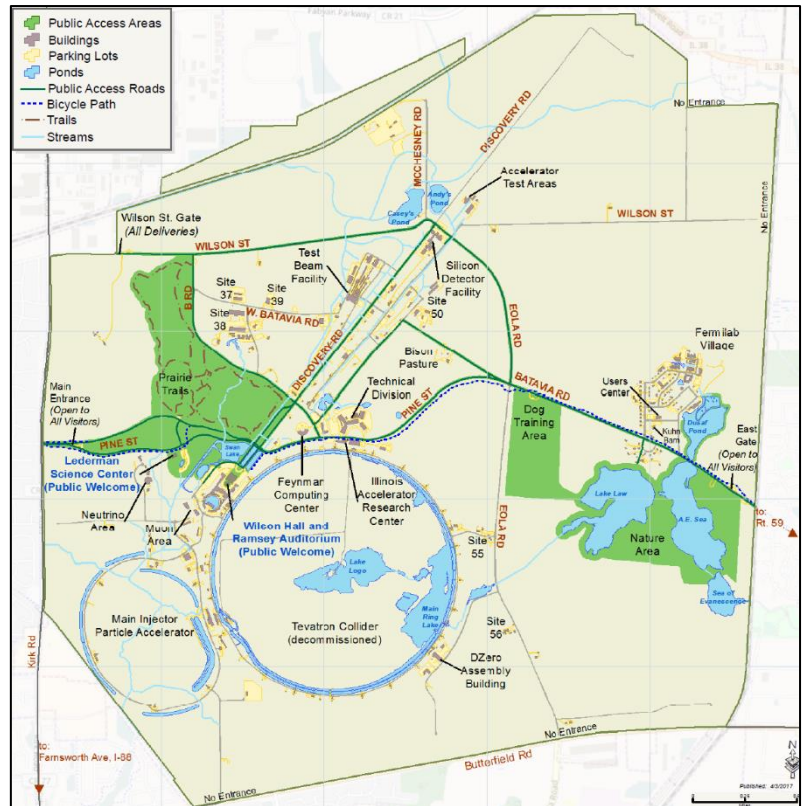 Public Access Areas
Buildings
Parking Lots
Ponds
Public Access Roads
Bicycle Path
Trails
Streams
Fabyan Parkway
No Entrance
MCCHESNEY RD
DISCOVERY RD
Accelerator
Test Areas
Casey's
Pond
Andy's
Pond
Wilson St. Gate
(All Deliveries)
WILSON ST
WILSON ST
No Entrance
Test
Beam
Facility
Silicon
Detector
Facility
B RD
Site
37
Site
39
Site
38
W. BATAVIA RD
Site
50
EOLA RD
DISCOVERY RD
Bison
Pasture
Fermilab
Village
Prairie
Trails
Technical
Division
PINE ST
BATAVIA RD
Users
Center
Main
Entrance
(Open to
All Visitors)
Dog
Training
Area
Kuhn
Barn
Dusaf
Pond
East
Gate
(Open to
All Visitors)
PINE ST
Swan
Lake
Lederman
Science Center
(Public Welcome)
Feynmar
Computing
Center
Illinois
Accelerator
Research
Center
Lake Law
A.E. Sea
to:
Rt. 59
Neutrino
Area
Muon
Area
Wilcon Hall and
Ramsey Auditorium
(Public Welcome)
EOLA RD
Site
55
Nature
Area
Lake
Logo
Sea of
Evanescence
Main Injector
Particle Accelerator
Tevatron Collider
(decommissioned)
Main
Ring
Lake
Site
56
DZero
Assembly
Building
Kirk Rd
to:
Farnsworth Ave, I-88
No Entrance
Butterfield Rd
No Entrance
N
Published: 4/3/2017